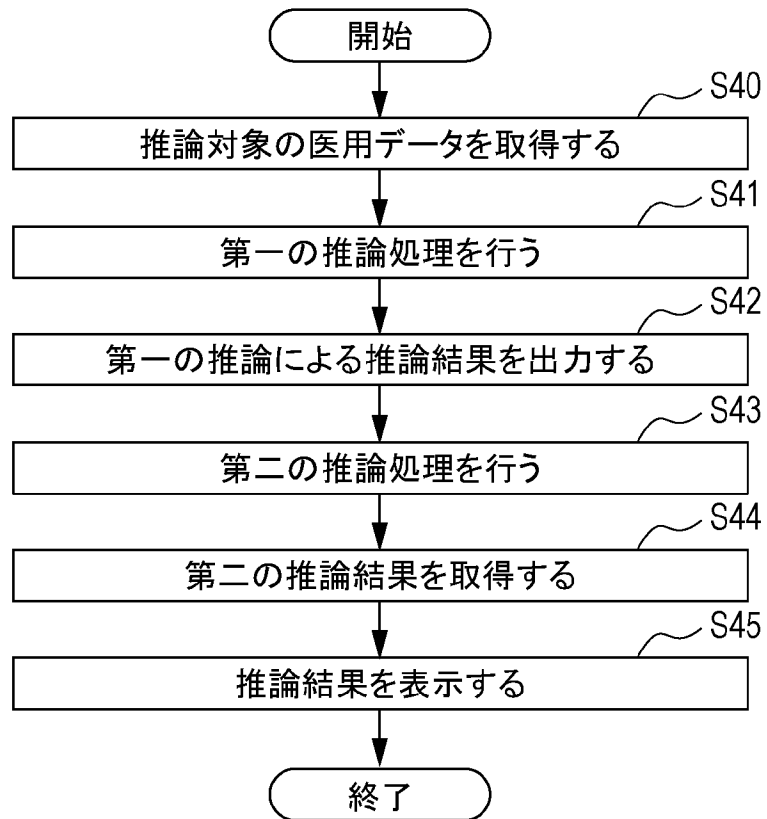 開始
S40
推論対象の医用データを取得する
S41
第一の推論処理を行う
S42
第一の推論による推論結果を出力する
S43
第二の推論処理を行う
S44
第二の推論結果を取得する
S45
推論結果を表示する
終了